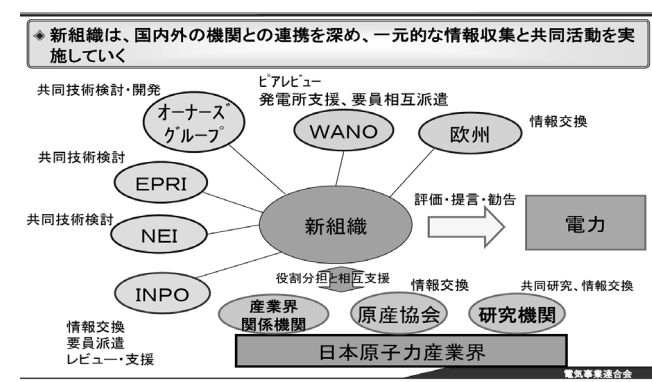 ◈ 新組織は、国内外の機関との連携を深め、一元的な情報収集と共同活動を実
施していく
共同技術検討・開発
オーナーズ
グループ
ピアレビュー
発電所支援、要員相互派遣
WANO
欧州
情報交換
共同技術検討
EPRI
共同技術検討
NEI
INPO
情報交換
要員派遣
レビュー・支援
新組織
評価・提言・勧告
電力
役割分担と相互支援
産業界
関係機関
情報交換
原産協会
共同研究、情報交換
研究機関
日本原子力産業界
電気事業連合会